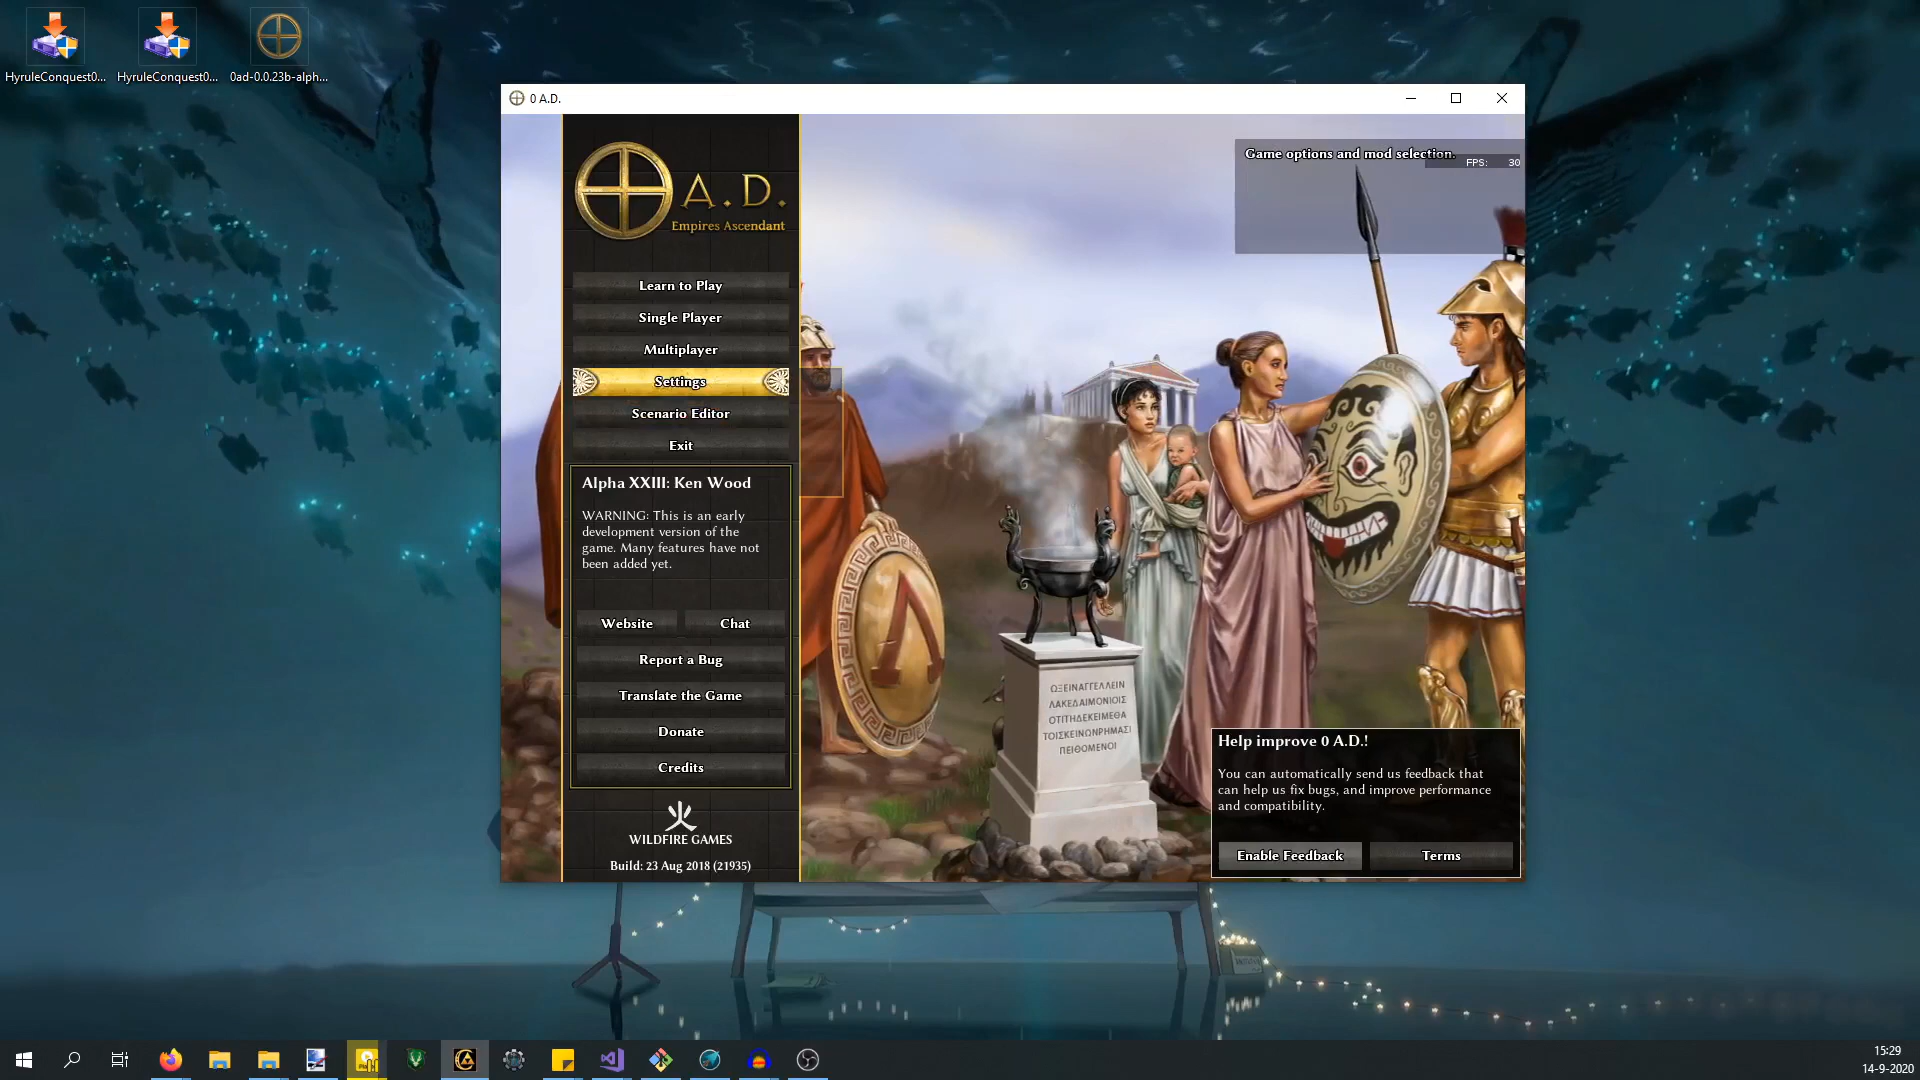 HyruleConquest0...
HyruleConquest0...
0ad-0.0.23b-alph...
0 A.D.
A.D.
Empires Ascendant
Game options and mod selection.
FPS: 30
Learn to Play
Single Player
Multiplayer
Settings
Scenario Editor
Exit
Alpha XXIII: Ken Wood
WARNING: This is an early
development version of the
game. Many features have not
been added yet.
Website
Chat
Report a Bug
Translate the Game
Donate
Credits
WILDFIRE GAMES
Build: 23 Aug 2018 (21935)
ΩΞΕΙΝΑΓΓΕΛΛΕΙΝ
ΛΑΚΕΔΑΙΜΟΝΙΟΙΣ
ΟΤΙΤΗΔΕΚΕΙΜΕΘΑ
ΤΟΙΣΚΕΙΝΩΝΡΗΜΑΣΙ
ΠΕΙΘΟΜΕΝΟΙ
Help improve 0 A.D.!
You can automatically send us feedback that
can help us fix bugs, and improve performance
and compatibility.
Enable Feedback
Terms
15:29
14-9-2020